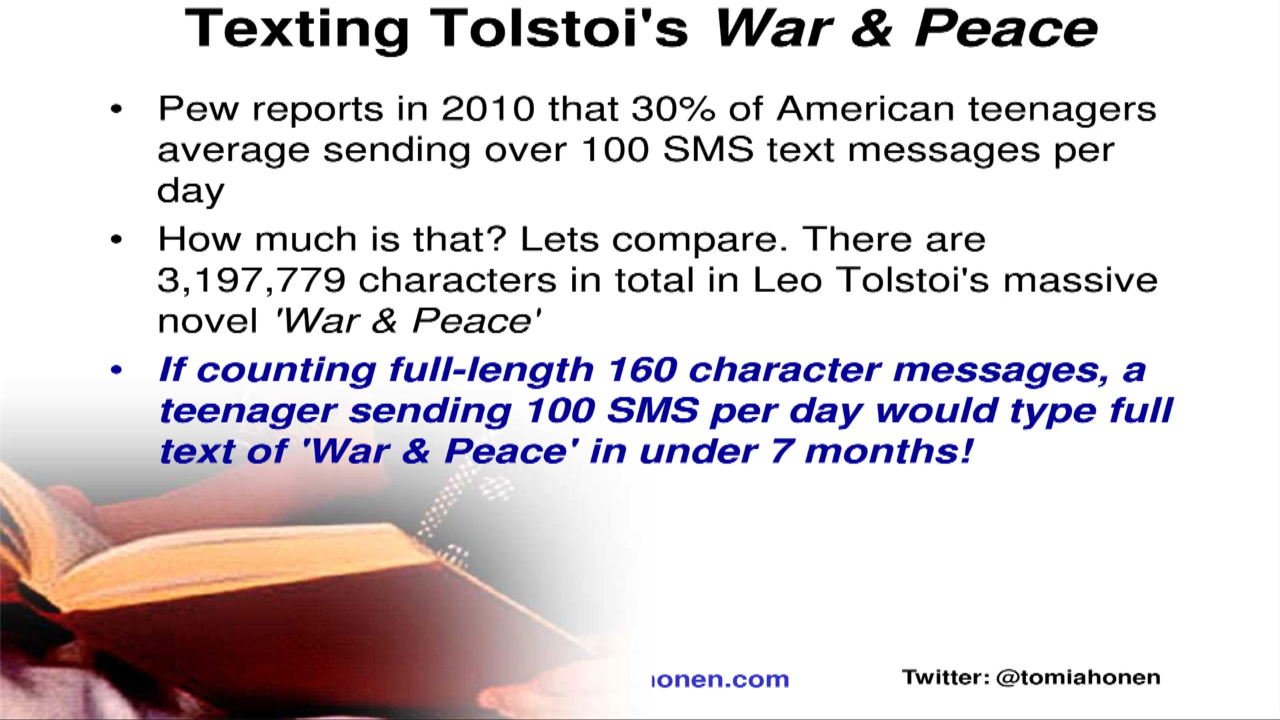 Texting Tolstoi's War & Peace
• Pew reports in 2010 that 30% of American teenagers
average sending over 100 SMS text messages per
day
• How much is that? Lets compare. There are
3,197,779 characters in total in Leo Tolstoi's massive
novel 'War & Peace'
• If counting full-length 160 character messages, a
teenager sending 100 SMS per day would type full
text of 'War & Peace' in under 7 months!
onen.com Twitter: @tomiahonen